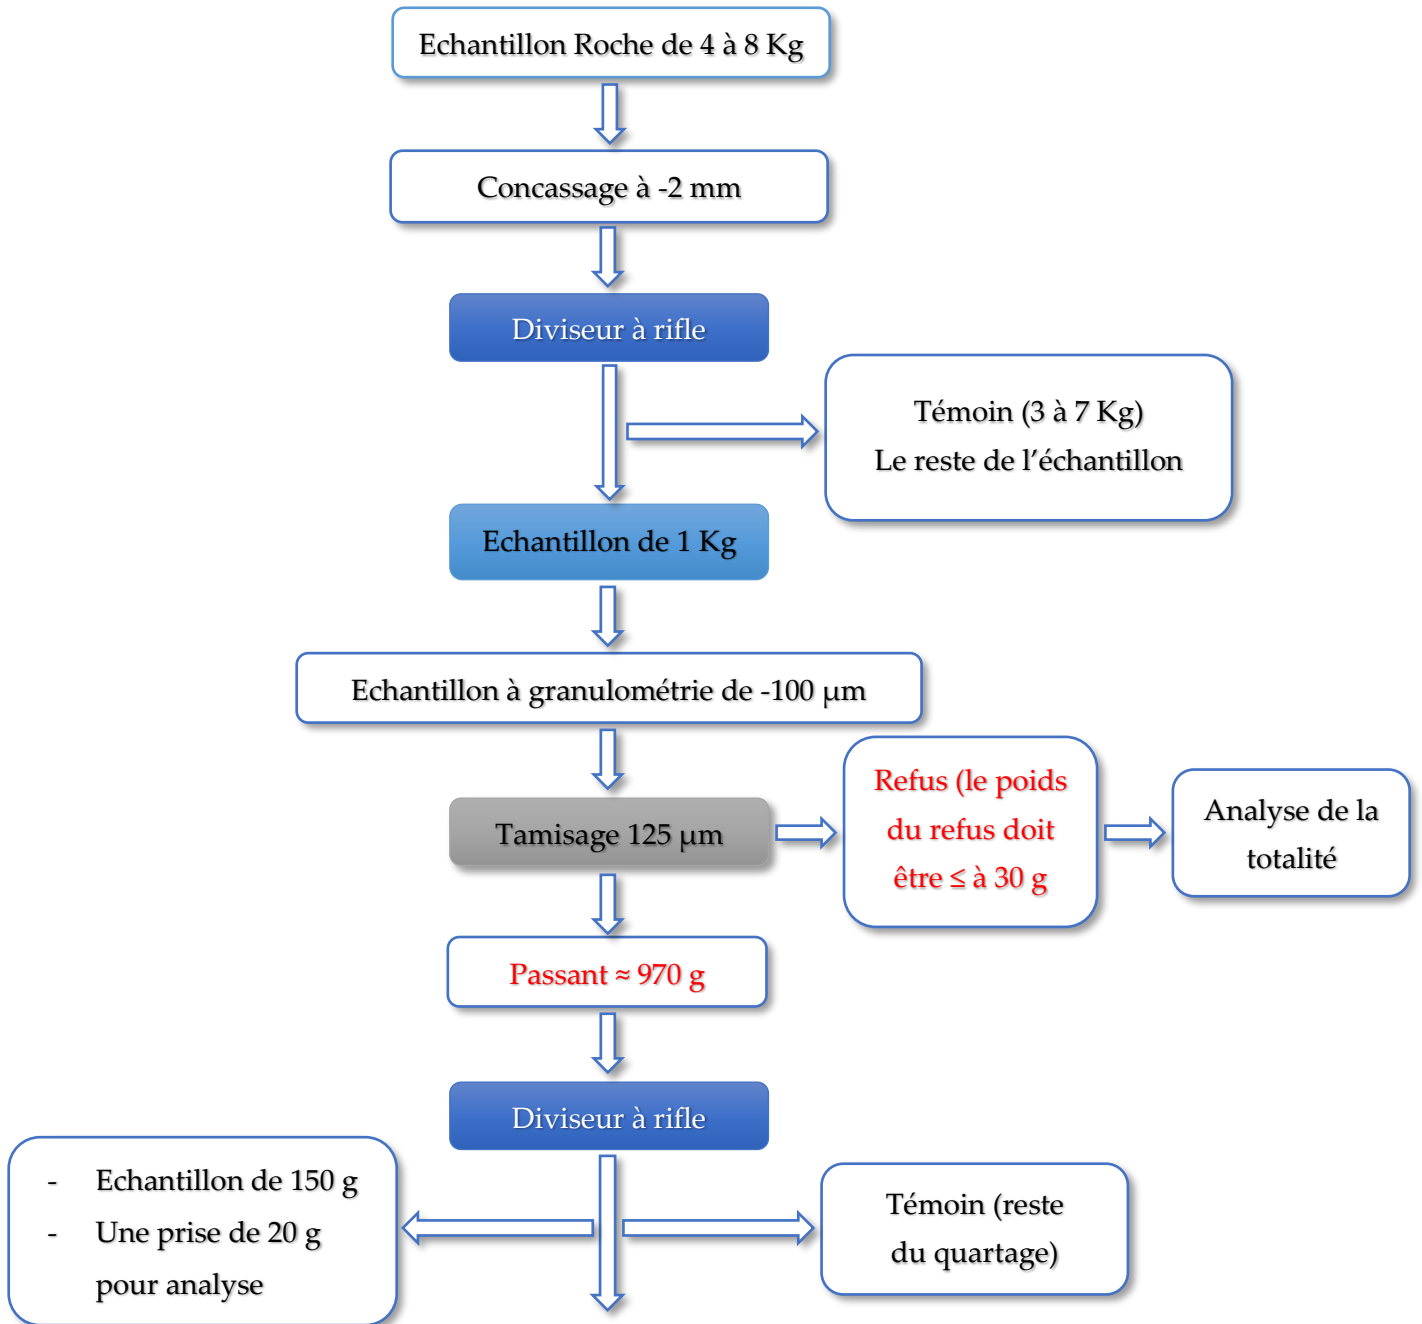 Echantillon Roche de 4 à 8 Kg
Concassage à -2 mm
Diviseur à rifle
Témoin (3 à 7 Kg)
Le reste de l’échantillon
Echantillon de 1 Kg
Echantillon à granulométrie de -100 µm
Tamisage 125 µm
Refus (le poids
du refus doit
être ≤ à 30 g
Analyse de la
totalité
Passant ≈ 970 g
Diviseur à rifle
- Echantillon de 150 g
- Une prise de 20 g
pour analyse
Témoin (reste
du quartage)